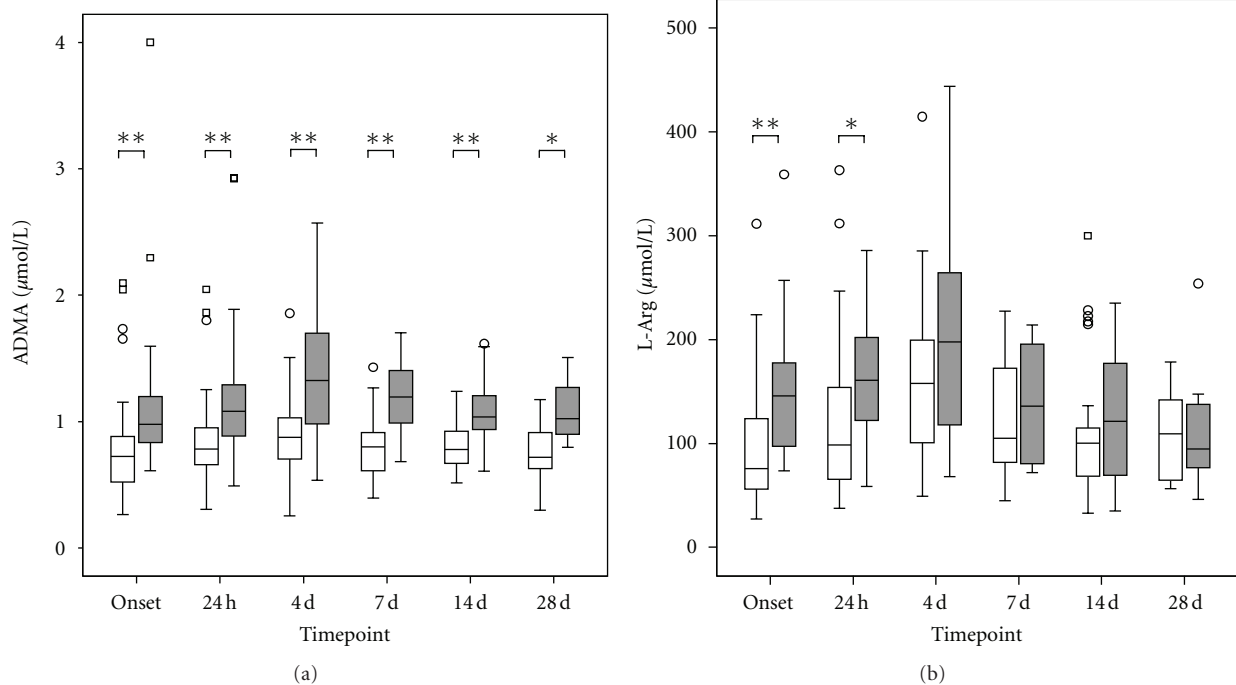 4
3
2
1
0
ADMA (µmol/L)
** ** ** ** ** *
Onset 24 h 4 d 7 d 14 d 28 d
Timepoint
(a)
500
400
300
200
100
0
L-Arg (µmol/L)
** *
Onset 24 h 4 d 7 d 14 d 28 d
Timepoint
(b)